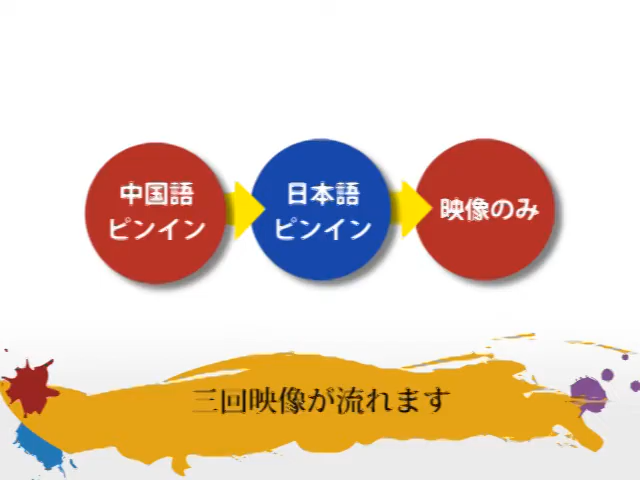 中国語
ピンイン
日本語
ピンイン
映像のみ
三回映像が流れます